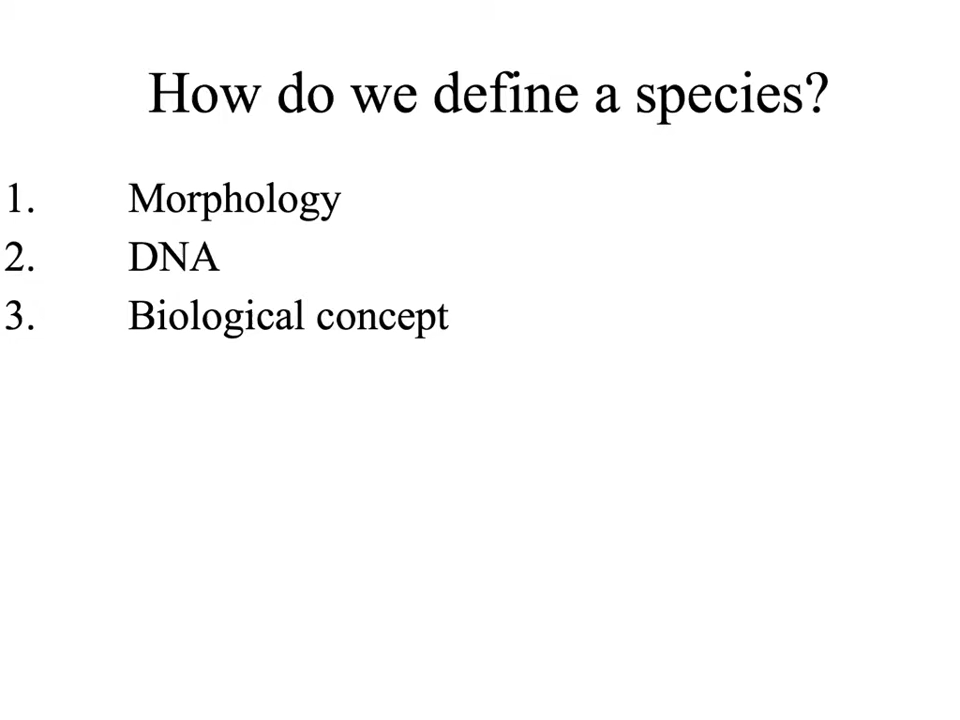 How do we define a species?
1. Morphology
2. DNA
3. Biological concept